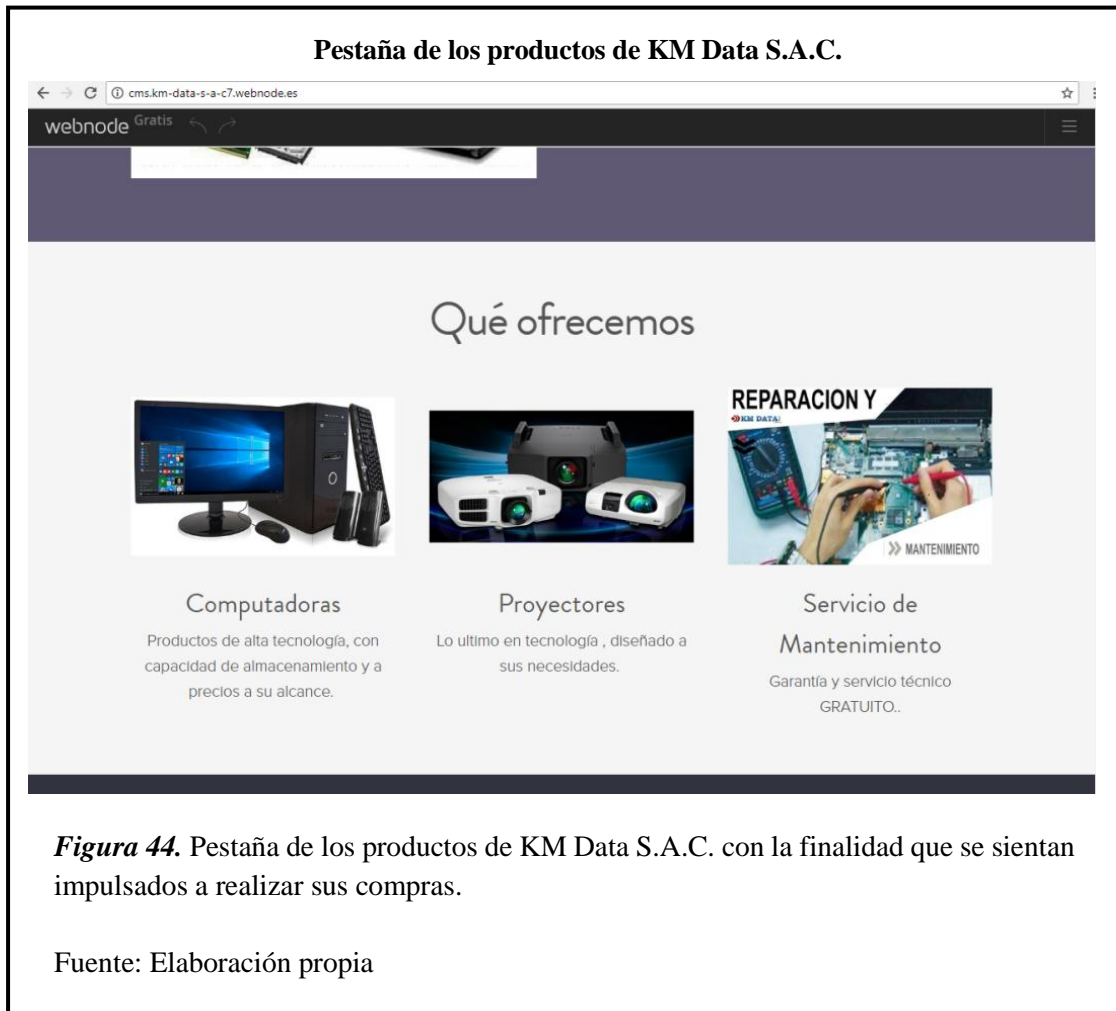 Pestaña de los productos de KM Data S.A.C.
cms.km-data-s-a-c7.webnode.es
webnode Gratis
Qué ofrecemos
REPARACION Y
KM DATA
MANTENIMIENTO
Computadoras
Productos de alta tecnología, con
capacidad de almacenamiento y a
precios a su alcance.
Proyectores
Lo ultimo en tecnología , diseñado a
sus necesidades.
Servicio de
Mantenimiento
Garantía y servicio técnico
GRATUITO..
Figura 44. Pestaña de los productos de KM Data S.A.C. con la finalidad que se sientan
impulsados a realizar sus compras.
Fuente: Elaboración propia